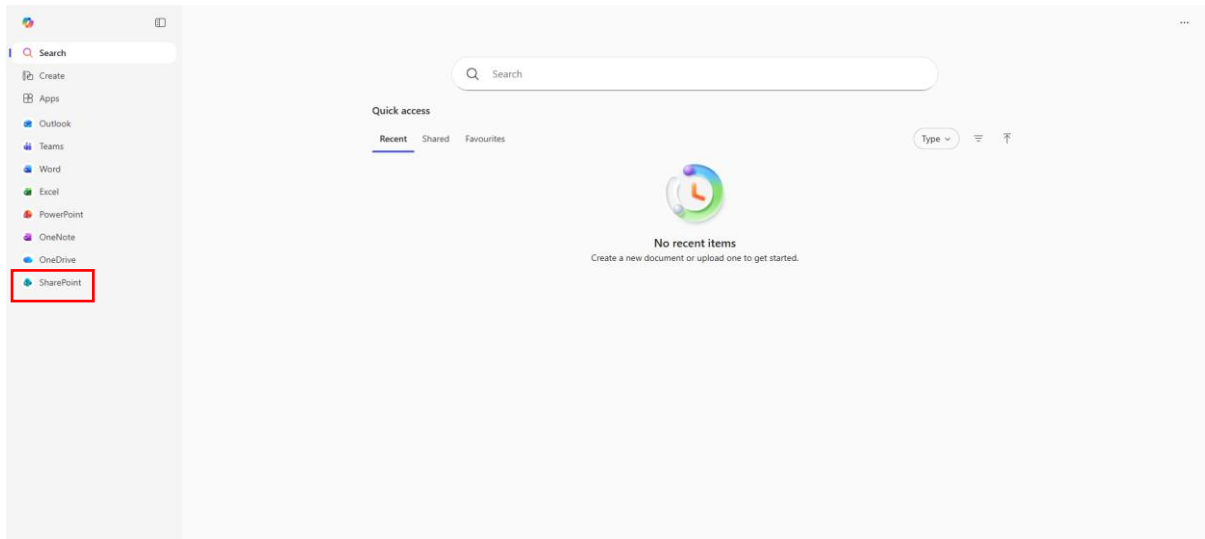 Search
Create
Apps
Outlook
Teams
Word
Excel
PowerPoint
OneNote
OneDrive
SharePoint
...
Search
Quick access
Recent Shared Favourites Type
No recent items
Create a new document or upload one to get started.